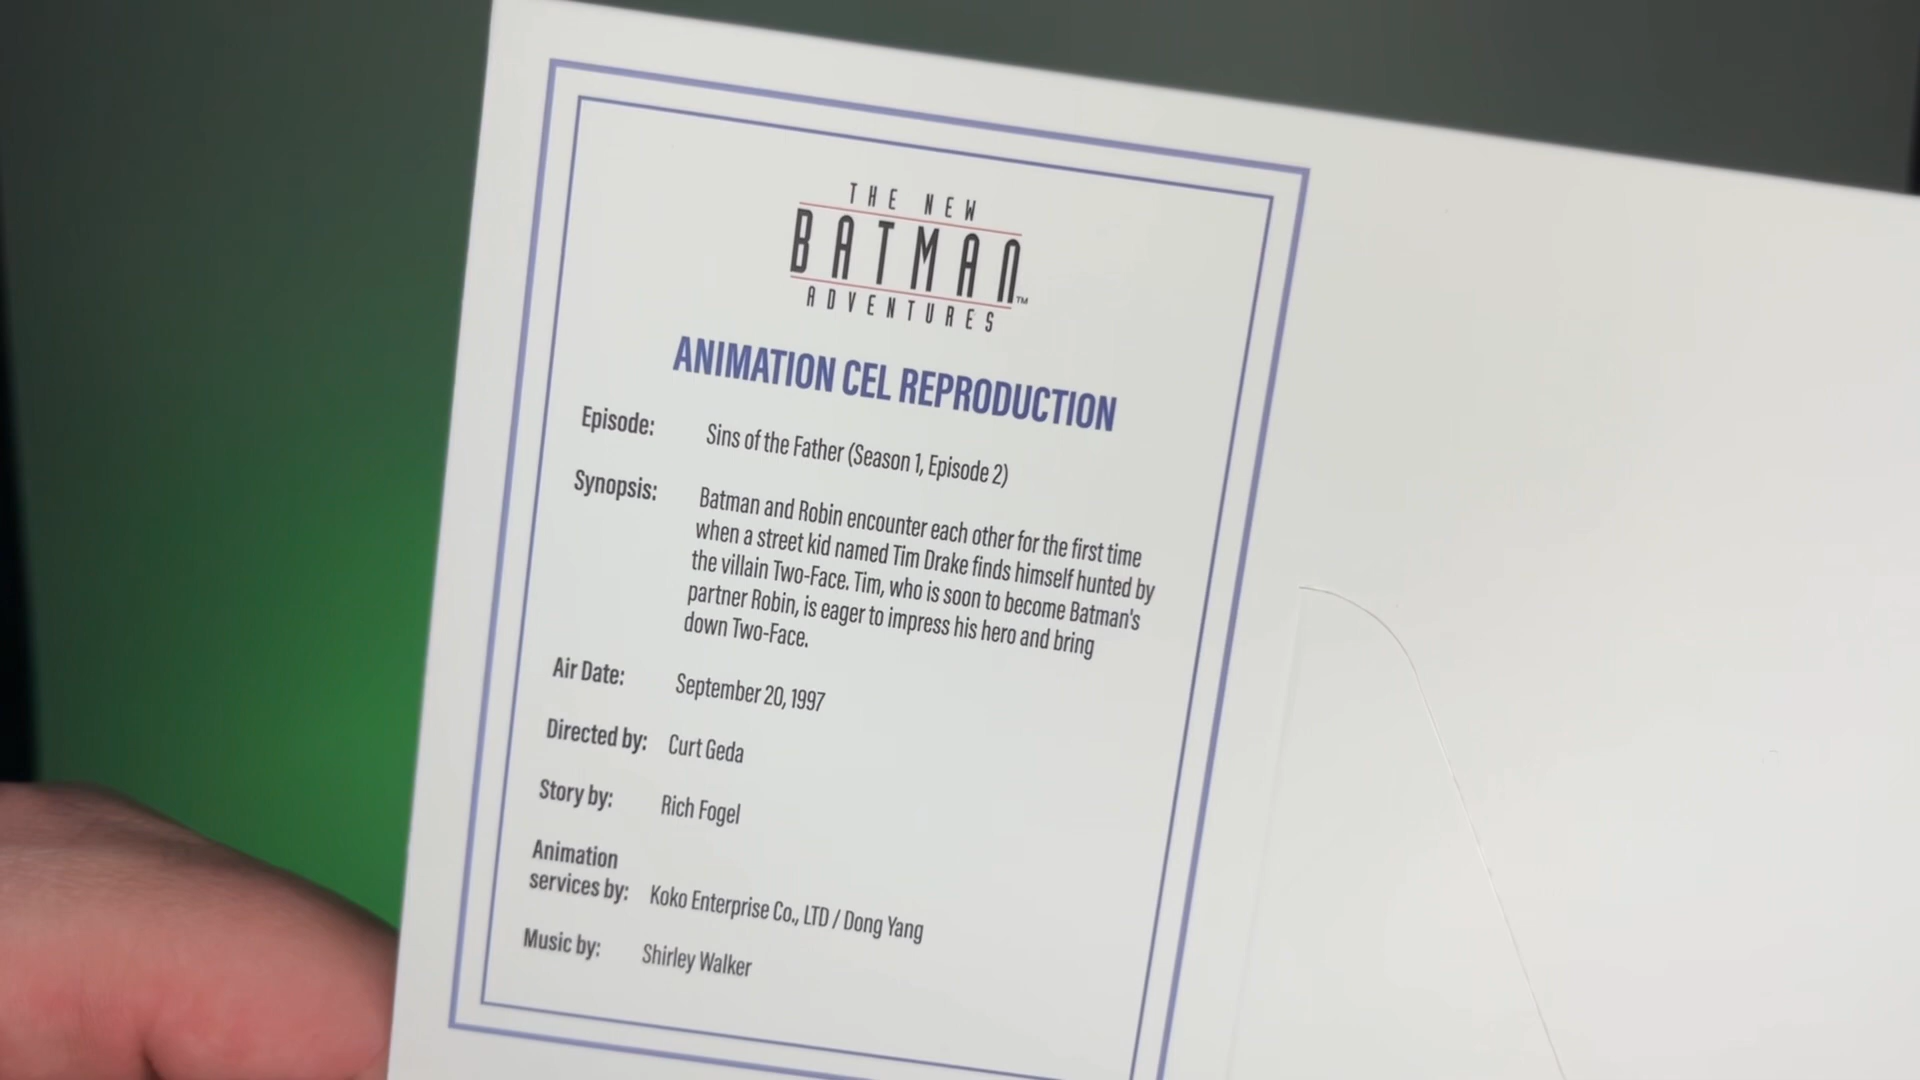 THE NEW
BATMAN™
ADVENTURES
ANIMATION CEL REPRODUCTION
Episode: Sins of the Father (Season 1, Episode 2)
Synopsis: Batman and Robin encounter each other for the first time
when a street kid named Tim Drake finds himself hunted by
the villain Two-Face. Tim, who is soon to become Batman's
partner Robin, is eager to impress his hero and bring
down Two-Face.
Air Date: September 20, 1997
Directed by: Curt Geda
Story by: Rich Fogel
Animation
services by: Koko Enterprise Co., LTD / Dong Yang
Music by: Shirley Walker